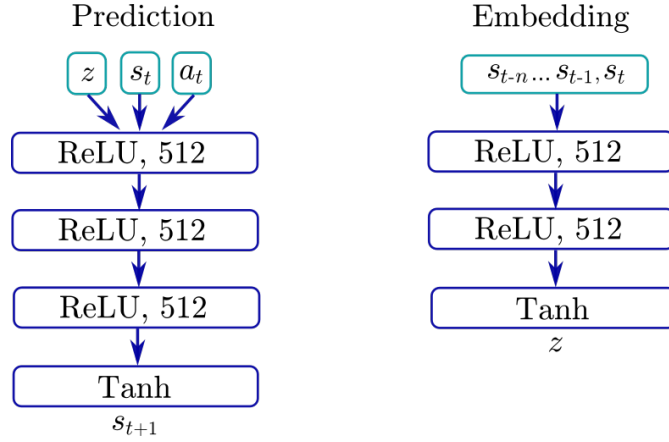 Prediction
z s_t a_t
ReLU, 512
ReLU, 512
ReLU, 512
Tanh
s_{t+1}
Embedding
s_{t-n}... s_{t-1}, s_t
ReLU, 512
ReLU, 512
Tanh
z